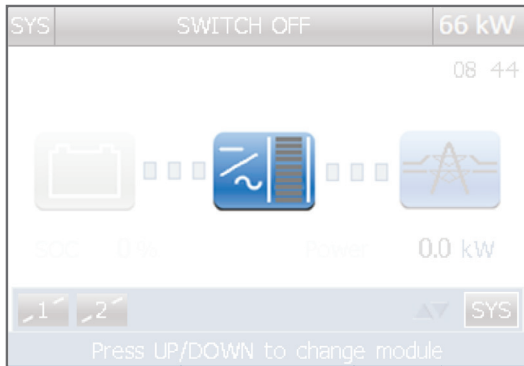 SYS SWITCH OFF 66 kW
08 44
SOC 0 % Power 0.0 kW
1 2 SYS
Press UP/DOWN to change module